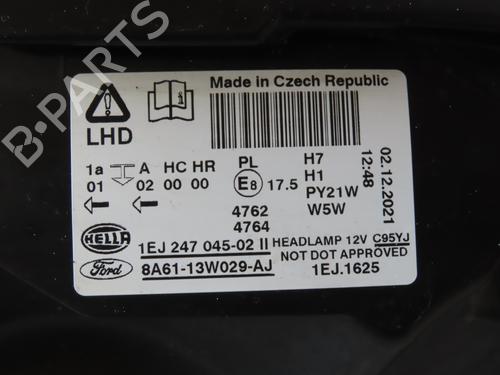 Made in Czech Republic
LHD
1a A HC HR PL H7
01 02 00 00 E8 17.5 H1
PY21W
4762 W5W
4764
02.12.2021
12:48
HELLA 1EJ 247 045-02 II HEADLAMP 12V C95YJ
NOT DOT APPROVED
Ford 8A61-13W029-AJ 1EJ.1625
B-PARTS